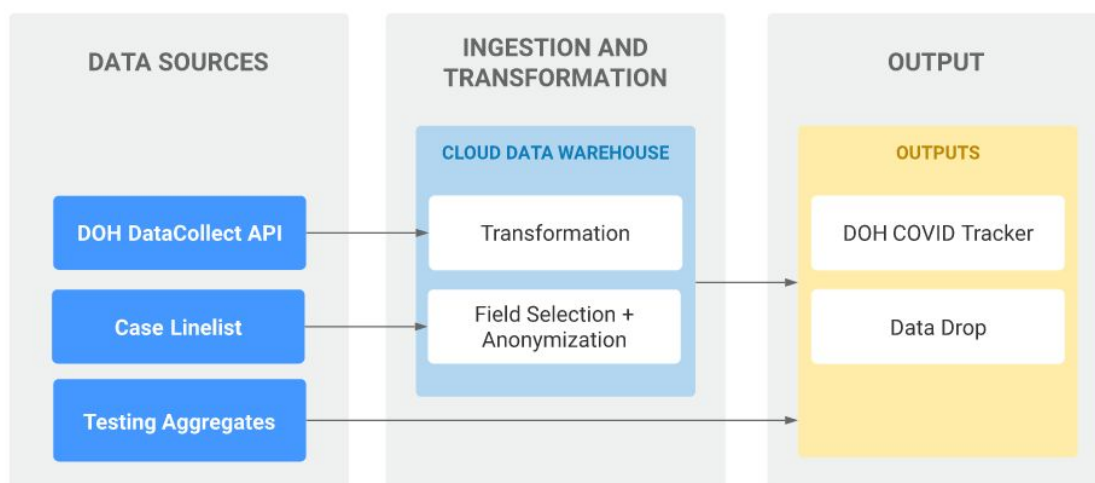 DATA SOURCES
INGESTION AND
TRANSFORMATION
OUTPUT
CLOUD DATA WAREHOUSE
OUTPUTS
DOH DataCollect API
Transformation
DOH COVID Tracker
Case Linelist
Field Selection +
Anonymization
Data Drop
Testing Aggregates